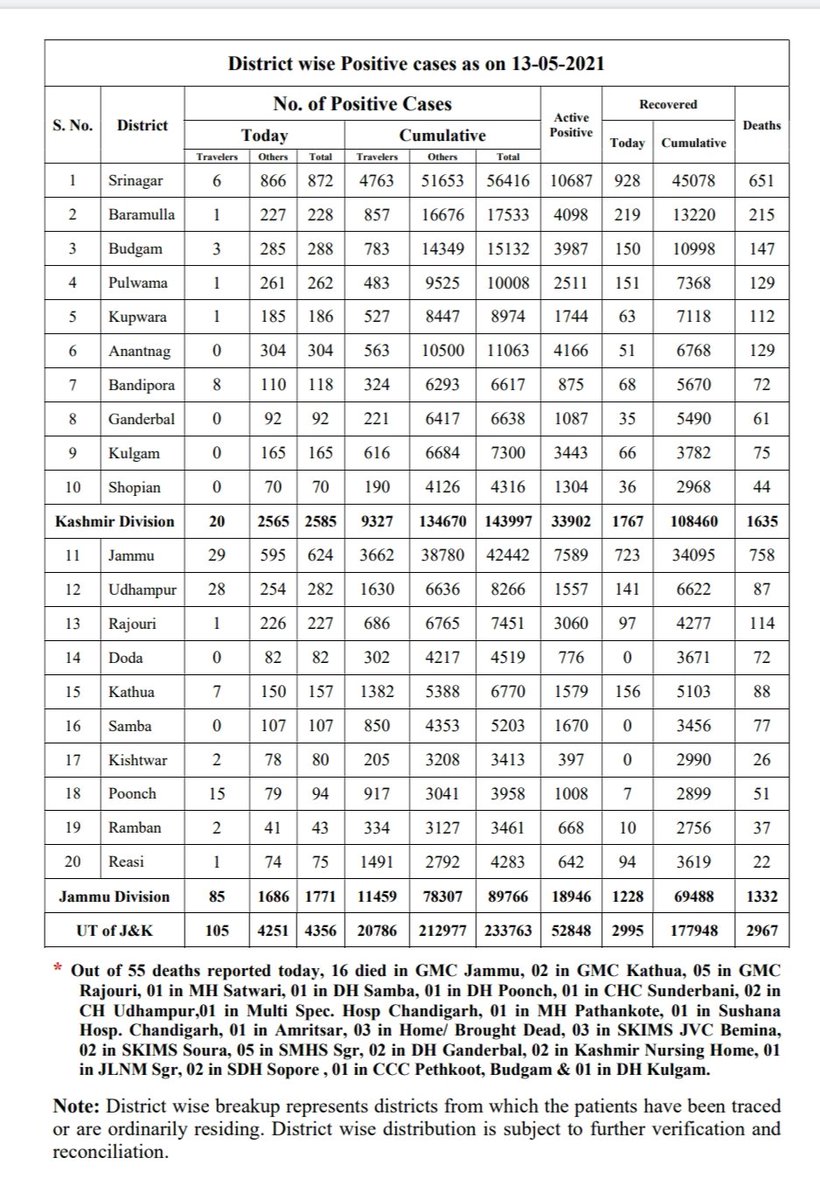 District wise Positive cases as on 13-05-2021
S. No. District No. of Positive Cases Active Positive Recovered Deaths
Today Cumulative Today Cumulative
Travelers Others Total Travelers Others Total
1 Srinagar 6 866 872 4763 51653 56416 10687 928 45078 651
2 Baramulla 1 227 228 857 16676 17533 4098 219 13220 215
3 Budgam 3 285 288 783 14349 15132 3987 150 10998 147
4 Pulwama 1 261 262 483 9525 10008 2511 151 7368 129
5 Kupwara 1 185 186 527 8447 8974 1744 63 7118 112
6 Anantnag 0 304 304 563 10500 11063 4166 51 6768 129
7 Bandipora 8 110 118 324 6293 6617 875 68 5670 72
8 Ganderbal 0 92 92 221 6417 6638 1087 35 5490 61
9 Kulgam 0 165 165 616 6684 7300 3443 66 3782 75
10 Shopian 0 70 70 190 4126 4316 1304 36 2968 44
Kashmir Division 20 2565 2585 9327 134670 143997 33902 1767 108460 1635
11 Jammu 29 595 624 3662 38780 42442 7589 723 34095 758
12 Udhampur 28 254 282 1630 6636 8266 1557 141 6622 87
13 Rajouri 1 226 227 686 6765 7451 3060 97 4277 114
14 Doda 0 82 82 302 4217 4519 776 0 3671 72
15 Kathua 7 150 157 1382 5388 6770 1579 156 5103 88
16 Samba 0 107 107 850 4353 5203 1670 0 3456 77
17 Kishtwar 2 78 80 205 3208 3413 397 0 2990 26
18 Poonch 15 79 94 917 3041 3958 1008 7 2899 51
19 Ramban 2 41 43 334 3127 3461 668 10 2756 37
20 Reasi 1 74 75 1491 2792 4283 642 94 3619 22
Jammu Division 85 1686 1771 11459 78307 89766 18946 1228 69488 1332
UT of J&K 105 4251 4356 20786 212977 233763 52848 2995 177948 2967
* Out of 55 deaths reported today, 16 died in GMC Jammu, 02 in GMC Kathua, 05 in GMC
Rajouri, 01 in MH Satwari, 01 in DH Samba, 01 in DH Poonch, 01 in CHC Sunderbani, 02 in
CH Udhampur,01 in Multi Spec. Hosp Chandigarh, 01 in MH Pathankote, 01 in Sushana
Hosp. Chandigarh, 01 in Amritsar, 03 in Home/ Brought Dead, 03 in SKIMS JVC Bemina,
02 in SKIMS Soura, 05 in SMHS Sgr, 02 in DH Ganderbal, 02 in Kashmir Nursing Home, 01
in JLNM Sgr, 02 in SDH Sopore , 01 in CCC Pethkoot, Budgam & 01 in DH Kulgam.
Note: District wise breakup represents districts from which the patients have been traced
or are ordinarily residing. District wise distribution is subject to further verification and
reconciliation.